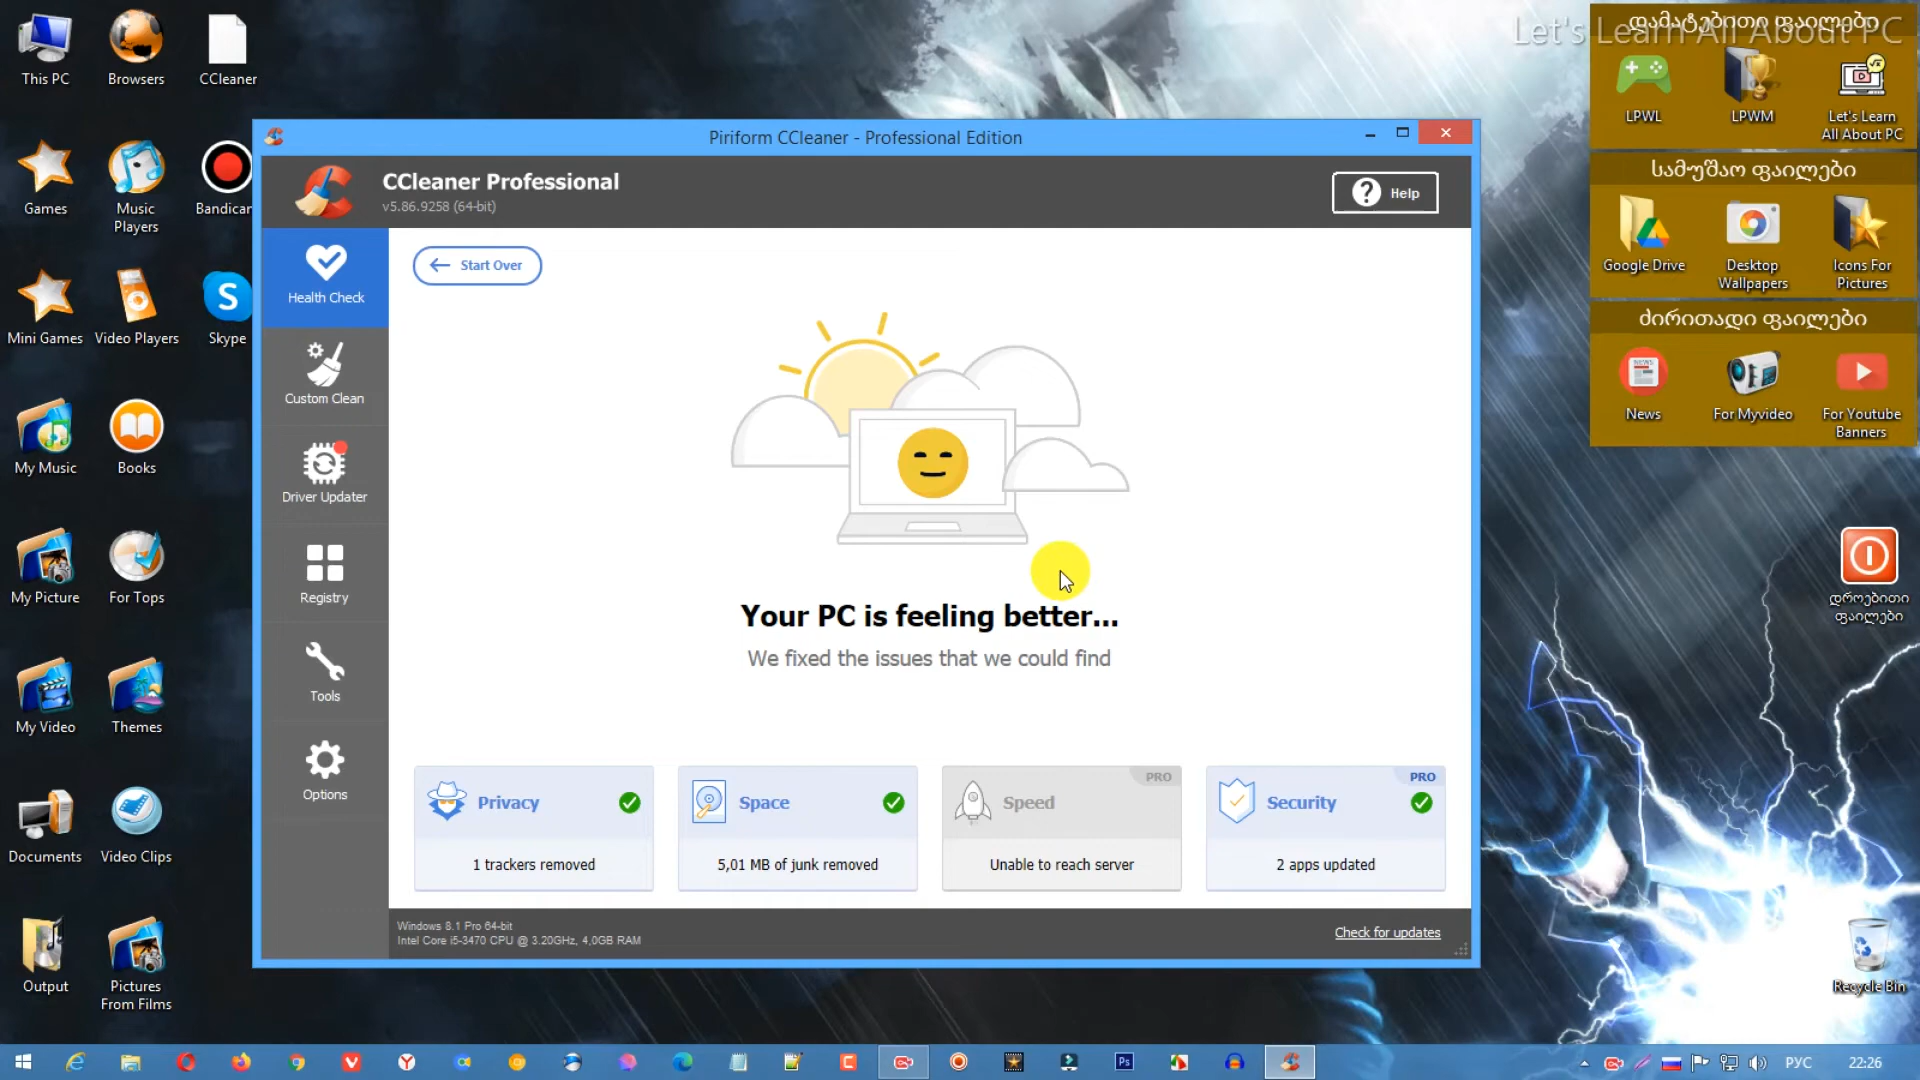 This PC
Browsers
CCleaner
Games
Music
Players
Bandicam
Mini Games
Video Players
Skype
My Music
Books
My Picture
For Tops
My Video
Themes
Documents
Video Clips
Output
Pictures
From Films
Piriform CCleaner - Professional Edition
CCleaner Professional
v5.86.9258 (64-bit)
Help
Health Check
Custom Clean
Driver Updater
Registry
Tools
Options
Start Over
Your PC is feeling better...
We fixed the issues that we could find
Privacy
1 trackers removed
Space
5,01 MB of junk removed
PRO
Speed
Unable to reach server
PRO
Security
2 apps updated
Windows 8.1 Pro 64-bit
Intel Core i5-3470 CPU @ 3.20GHz, 4,0GB RAM
Check for updates
Let's Learn All About PC
დამატებითი ფაილები
LPWL
LPWM
Let's Learn
All About PC
სამუშაო ფაილები
Google Drive
Desktop
Wallpapers
Icons For
Pictures
ძირითადი ფაილები
NEWS
News
For Myvideo
For Youtube
Banners
დროებითი
ფაილები
Recycle Bin
Ps
РУС
22:26